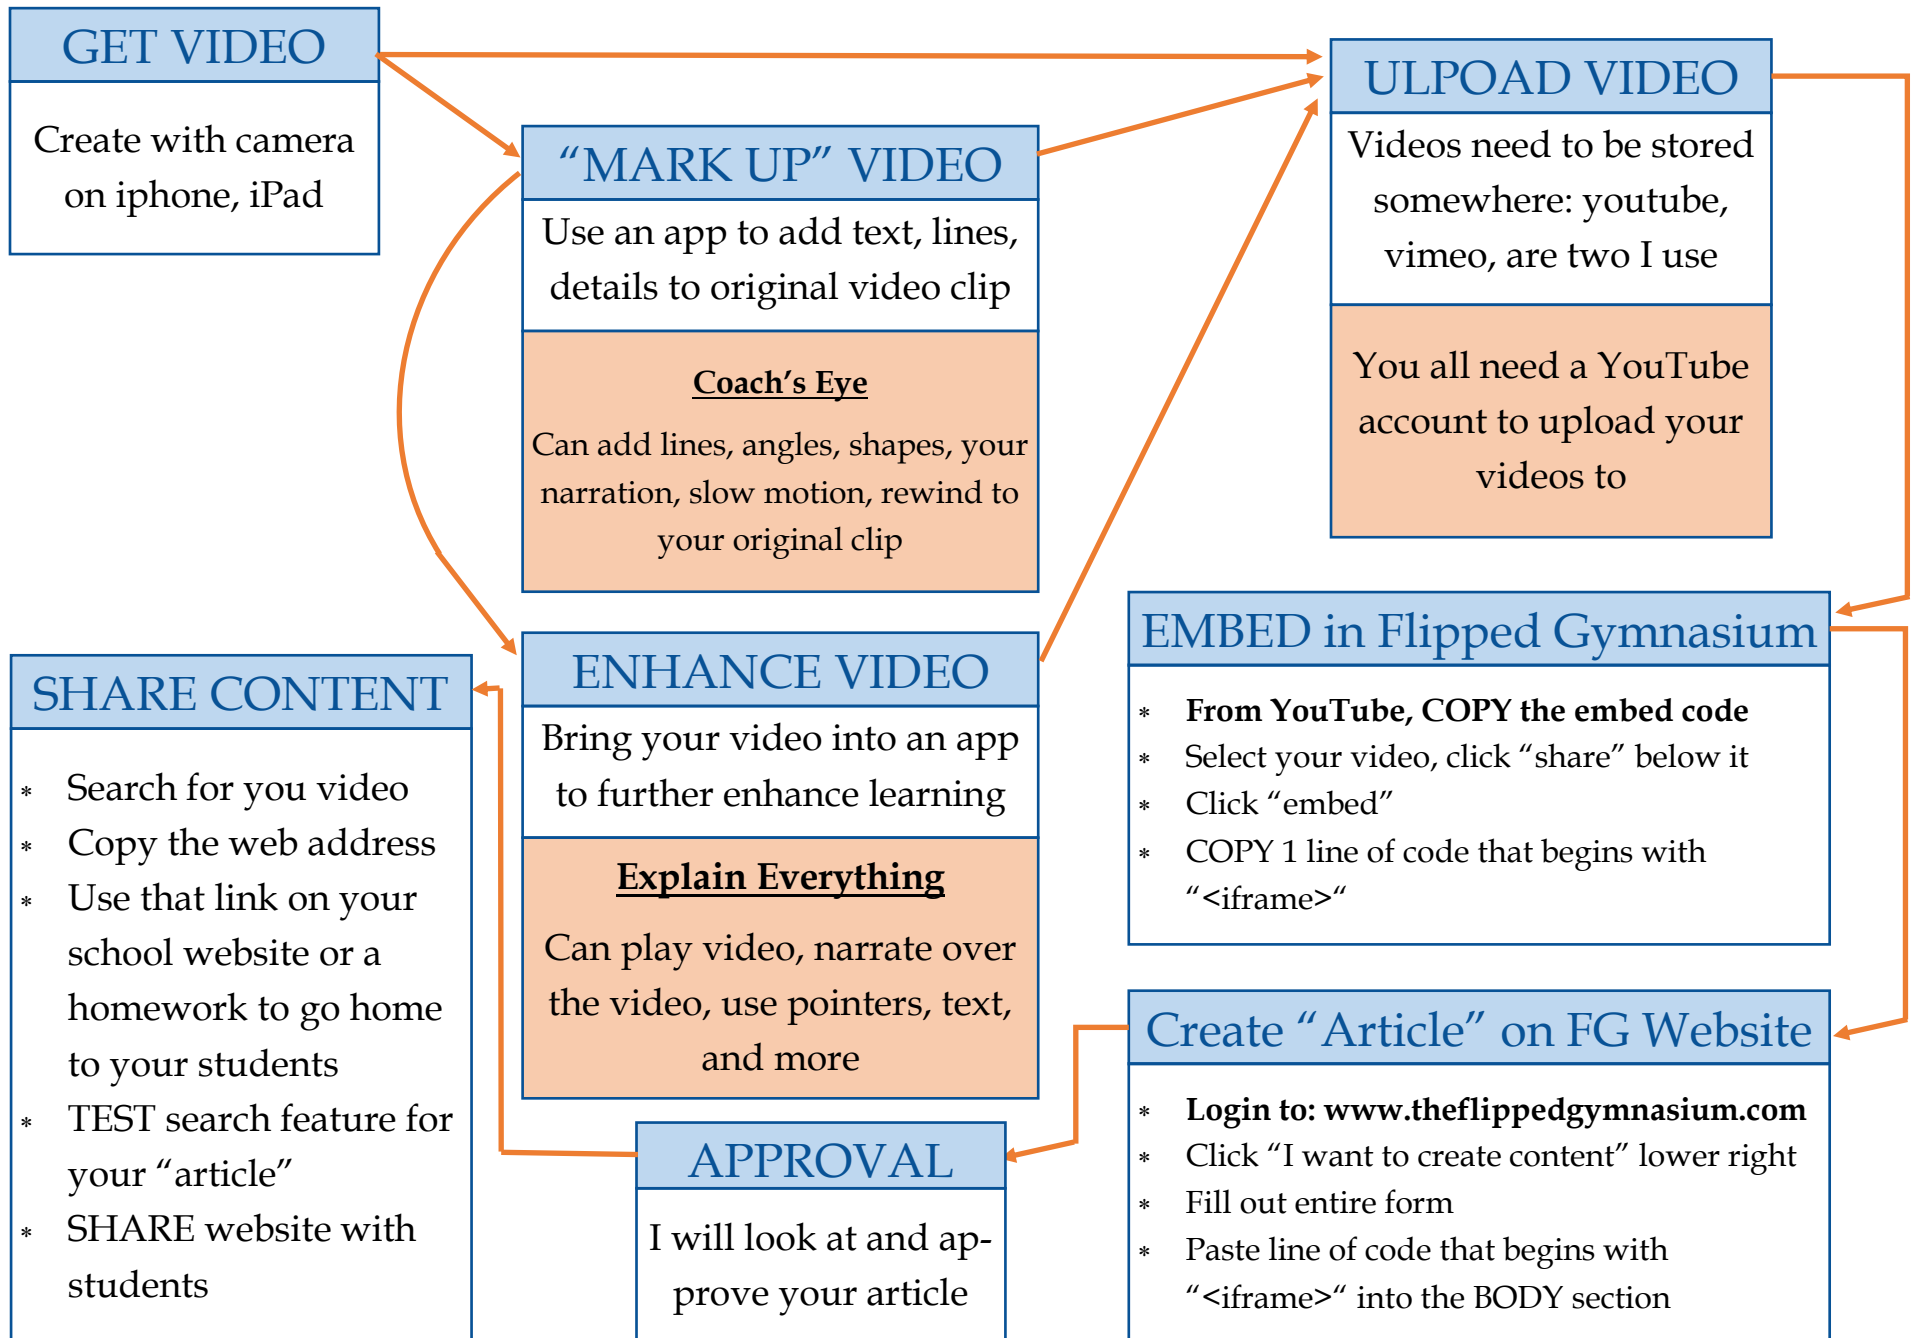 GET VIDEO
Create with camera
on iphone, iPad
“MARK UP” VIDEO
Use an app to add text, lines,
details to original video clip
Coach’s Eye
Can add lines, angles, shapes, your
narration, slow motion, rewind to
your original clip
ENHANCE VIDEO
Bring your video into an app
to further enhance learning
Explain Everything
Can play video, narrate over
the video, use pointers, text,
and more
ULPOAD VIDEO
Videos need to be stored
somewhere: youtube,
vimeo, are two I use
You all need a YouTube
account to upload your
videos to
EMBED in Flipped Gymnasium
* From YouTube, COPY the embed code
* Select your video, click “share” below it
* Click “embed”
* COPY 1 line of code that begins with
“<iframe>“
Create “Article” on FG Website
* Login to: www.theflippedgymnasium.com
* Click “I want to create content” lower right
* Fill out entire form
* Paste line of code that begins with
“<iframe>“ into the BODY section
APPROVAL
I will look at and ap-
prove your article
SHARE CONTENT
* Search for you video
* Copy the web address
* Use that link on your
school website or a
homework to go home
to your students
* TEST search feature for
your “article”
* SHARE website with
students